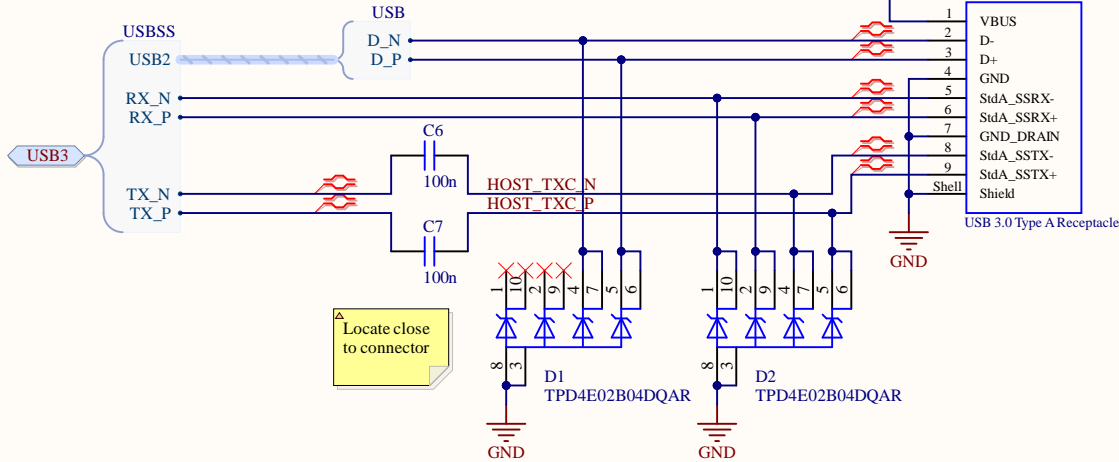 USB
USBSS
1 VBUS
D_N
2 D-
USB2
D_P
3 D+
4 GND
RX_N
5 StdA_SSRX-
RX_P
6 StdA_SSRX+
C6
7 GND_DRAIN
USB3
8 StdA_SSTX-
100n
9 StdA_SSTX+
TX_N
HOST_TXC_N
Shell Shield
TX_P
HOST_TXC_P
USB 3.0 Type A Receptacle
C7
GND
100n
1 10 2 9 4 7 5 6
1 10 2 9 4 7 5 6
Locate close
to connector
8 3
8 3
D1
D2
TPD4E02B04DQAR
TPD4E02B04DQAR
GND
GND